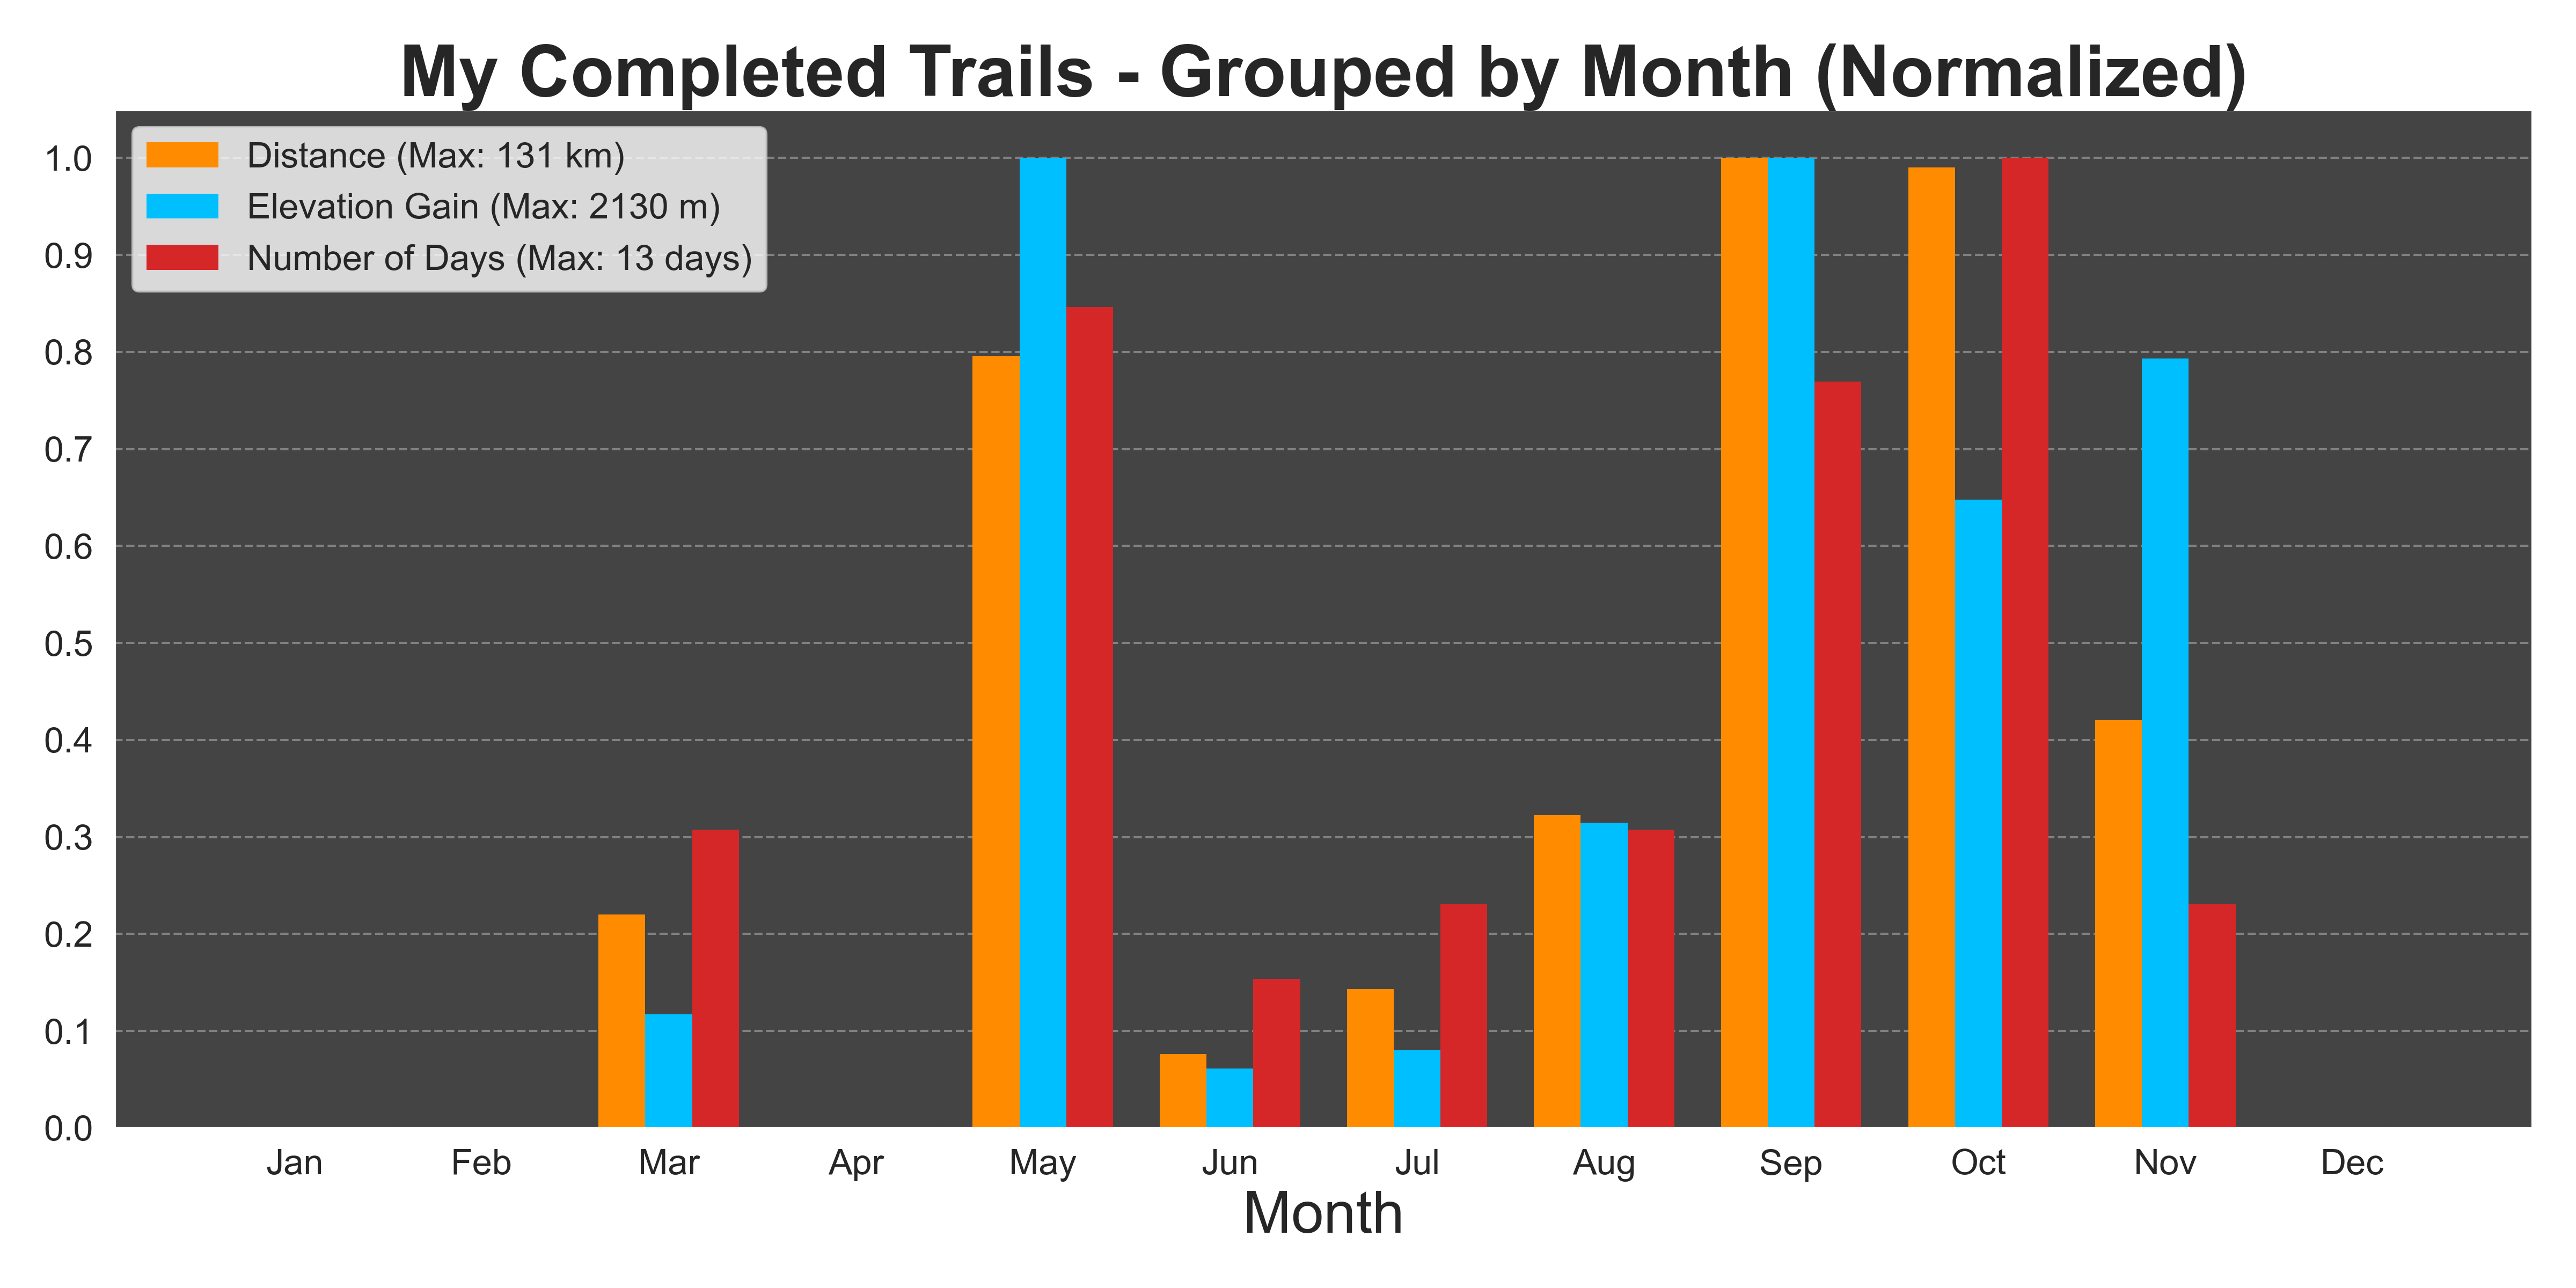 My Completed Trails - Grouped by Month (Normalized)
Distance (Max: 131 km)
Elevation Gain (Max: 2130 m)
Number of Days (Max: 13 days)
1.0
0.9
0.8
0.7
0.6
0.5
0.4
0.3
0.2
0.1
0.0
Jan Feb Mar Apr May Jun Jul Aug Sep Oct Nov Dec
Month